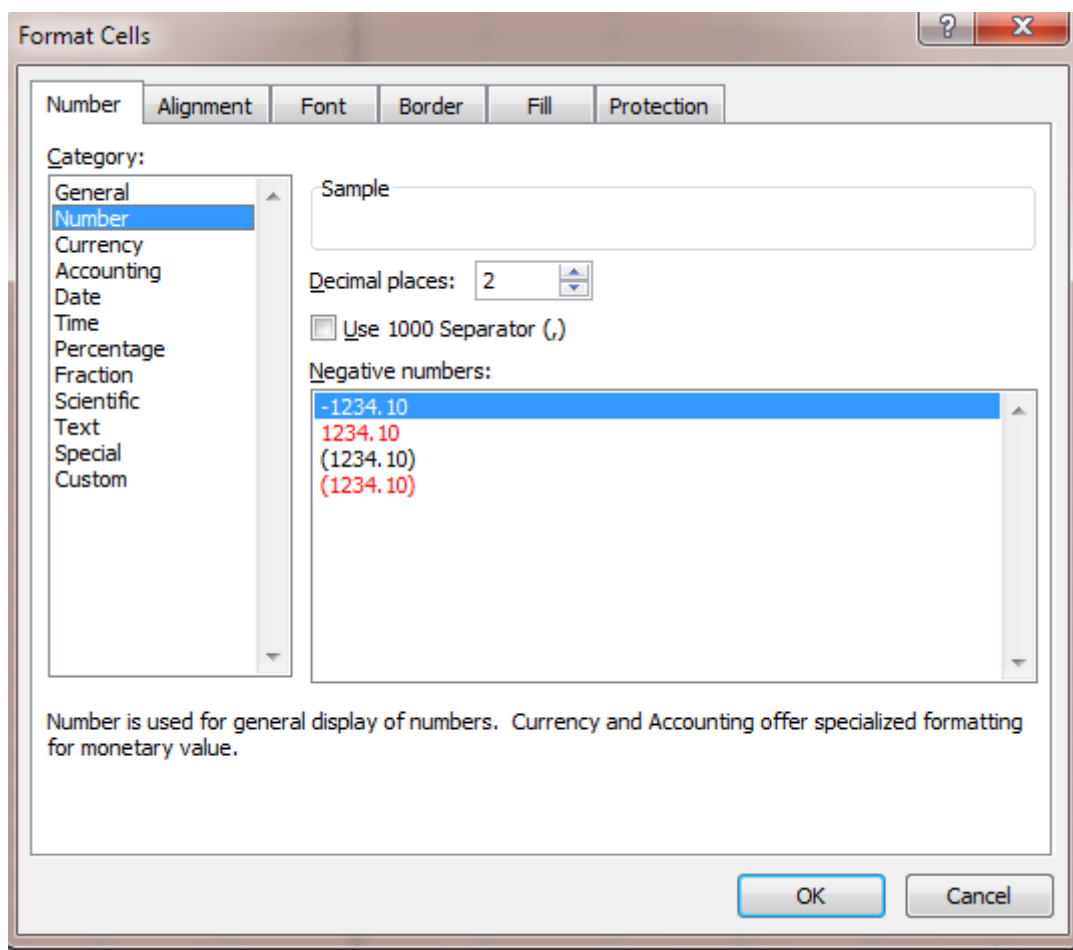 Format Cells
Number Alignment Font Border Fill Protection
Category:
General
Number
Currency
Accounting
Date
Time
Percentage
Fraction
Scientific
Text
Special
Custom
Sample
Decimal places: 2
Use 1000 Separator (,)
Negative numbers:
-1234.10
1234.10
(1234.10)
(1234.10)
Number is used for general display of numbers.  Currency and Accounting offer specialized formatting
for monetary value.
OK Cancel